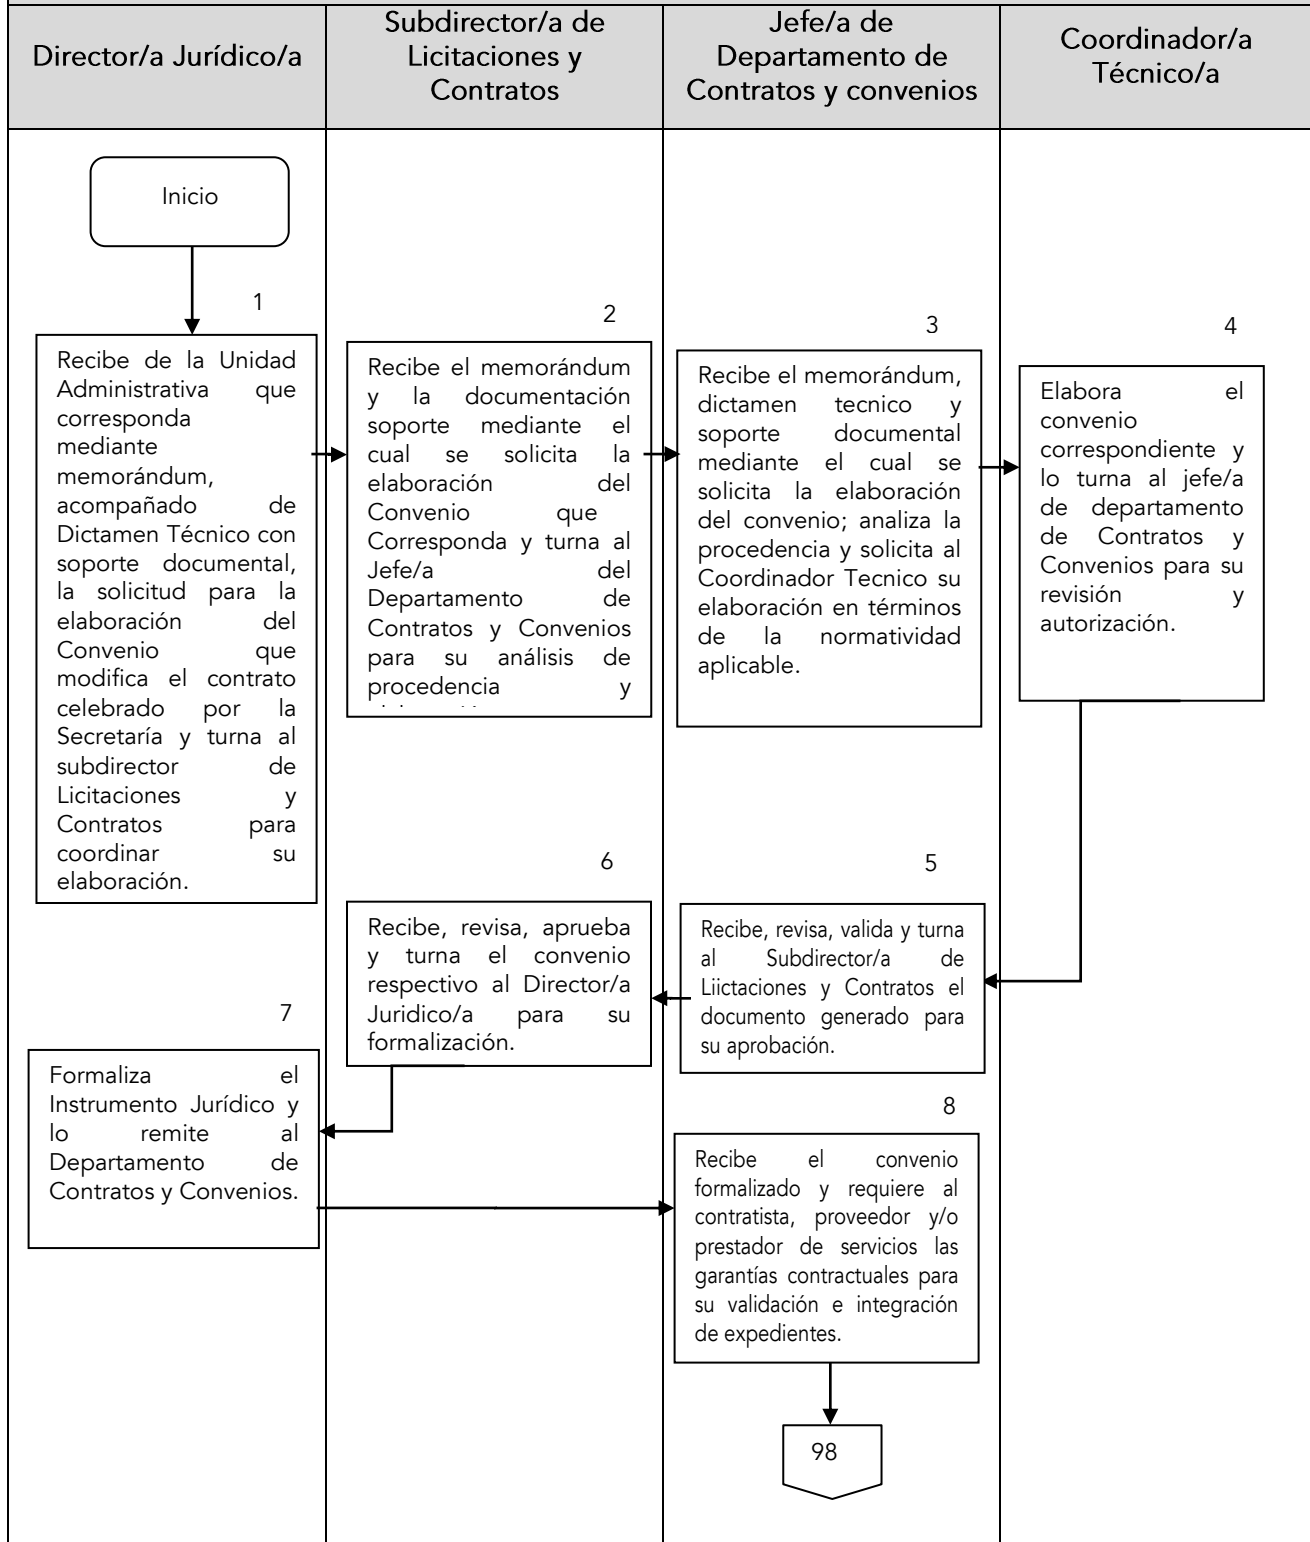 Director/a Jurídico/a
Subdirector/a de
Licitaciones y
Contratos
Jefe/a de
Departamento de
Contratos y convenios
Coordinador/a
Técnico/a
Inicio
1
Recibe de la Unidad
Administrativa que
corresponda
mediante
memorándum,
acompañado de
Dictamen Técnico con
soporte documental,
la solicitud para la
elaboración del
Convenio que
modifica el contrato
celebrado por la
Secretaría y turna al
subdirector de
Licitaciones y
Contratos para
coordinar su
elaboración.
2
Recibe el memorándum
y la documentación
soporte mediante el
cual se solicita la
elaboración del
Convenio que
Corresponda y turna al
Jefe/a del
Departamento de
Contratos y Convenios
para su análisis de
procedencia y
3
Recibe el memorándum,
dictamen tecnico y
soporte documental
mediante el cual se
solicita la elaboración
del convenio; analiza la
procedencia y solicita al
Coordinador Tecnico su
elaboración en términos
de la normatividad
aplicable.
4
Elabora el
convenio
correspondiente y
lo turna al jefe/a
de departamento
de Contratos y
Convenios para su
revisión y
autorización.
5
Recibe, revisa, valida y turna
al Subdirector/a de
Liictaciones y Contratos el
documento generado para
su aprobación.
6
Recibe, revisa, aprueba
y turna el convenio
respectivo al Director/a
Juridico/a para su
formalización.
7
Formaliza el
Instrumento Jurídico y
lo remite al
Departamento de
Contratos y Convenios.
8
Recibe el convenio
formalizado y requiere al
contratista, proveedor y/o
prestador de servicios las
garantías contractuales para
su validación e integración
de expedientes.
98